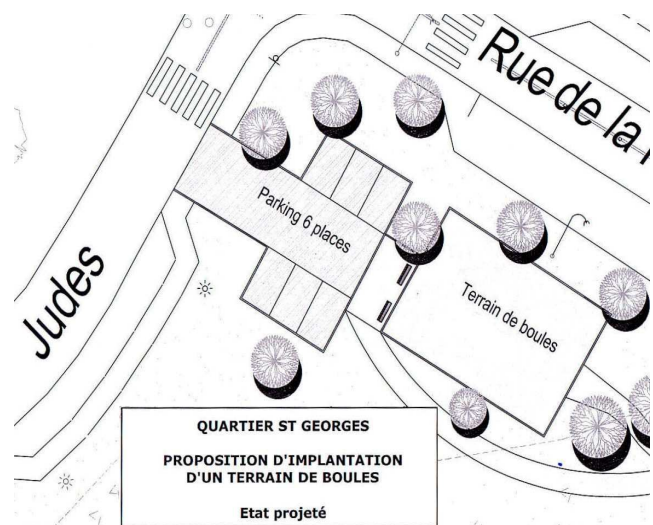 Rue de la
Judes
Parking 6 places
Terrain de boules
QUARTIER ST GEORGES
PROPOSITION D'IMPLANTATION
D'UN TERRAIN DE BOULES
Etat projeté